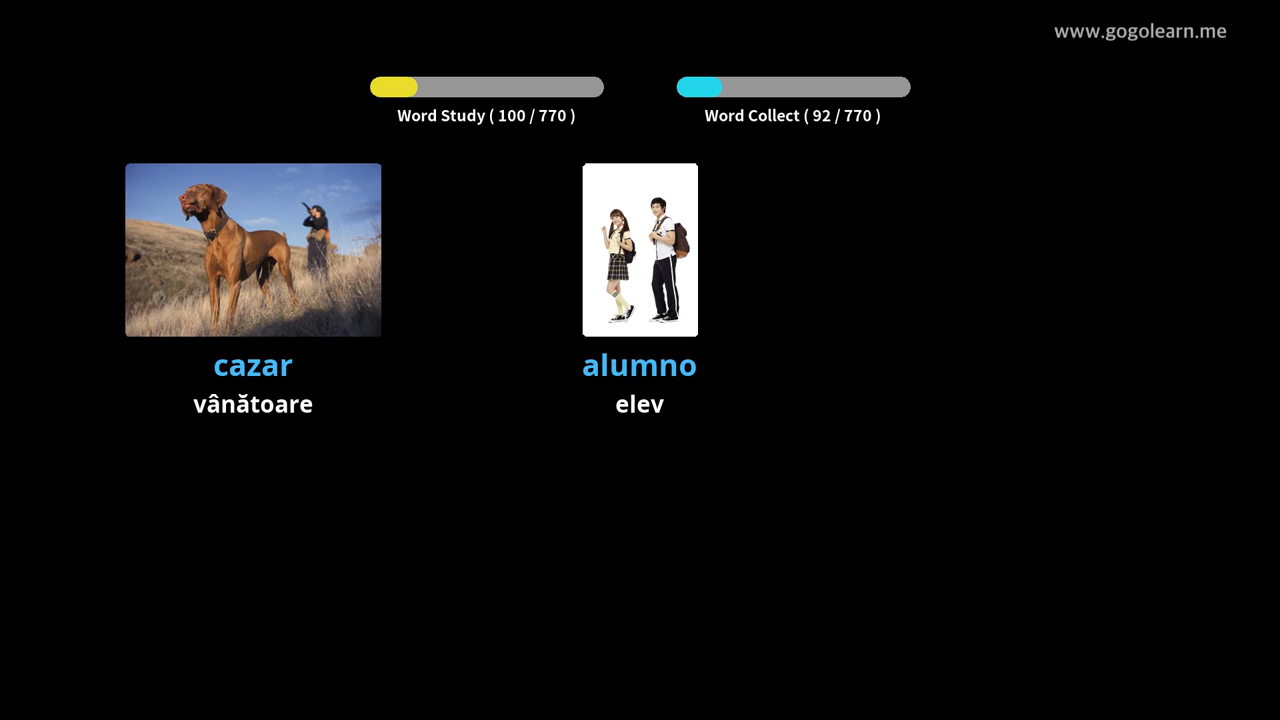 www.gogolearn.me
Word Study ( 100 / 770 )
Word Collect ( 92 / 770 )
cazar
vânătoare
alumno
elev